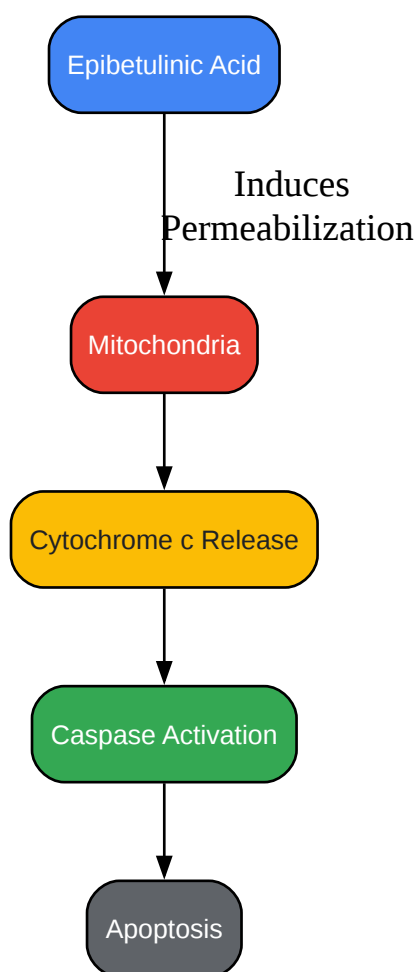 Epibetulinic Acid
Induces
Permeabilization
Mitochondria
Cytochrome c Release
Caspase Activation
Apoptosis